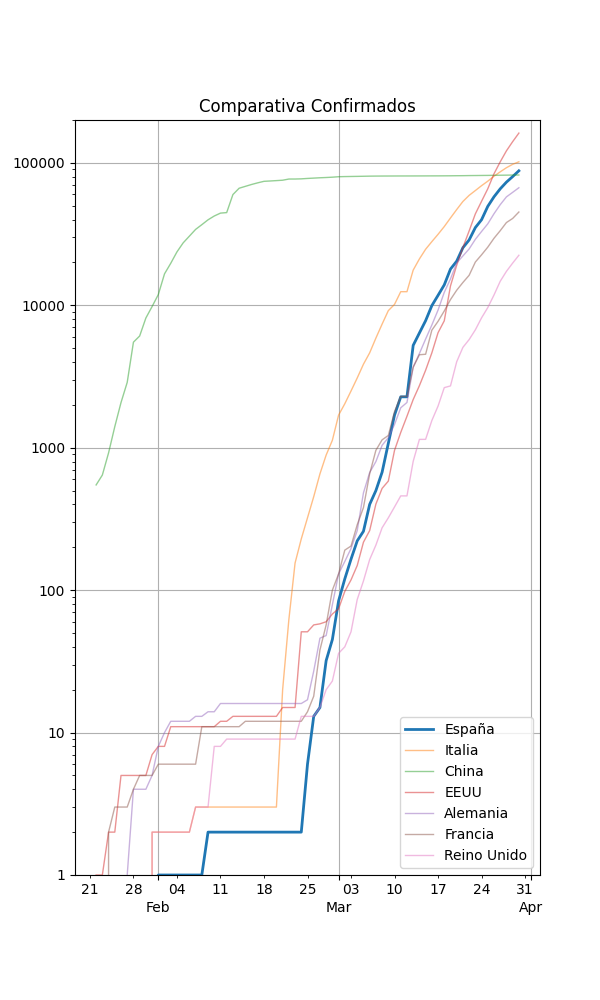 Comparativa Confirmados
100000
10000
1000
100
10
1
21 28 04 11 18 25 03 10 17 24 31
Feb Mar Apr
España
Italia
China
EEUU
Alemania
Francia
Reino Unido